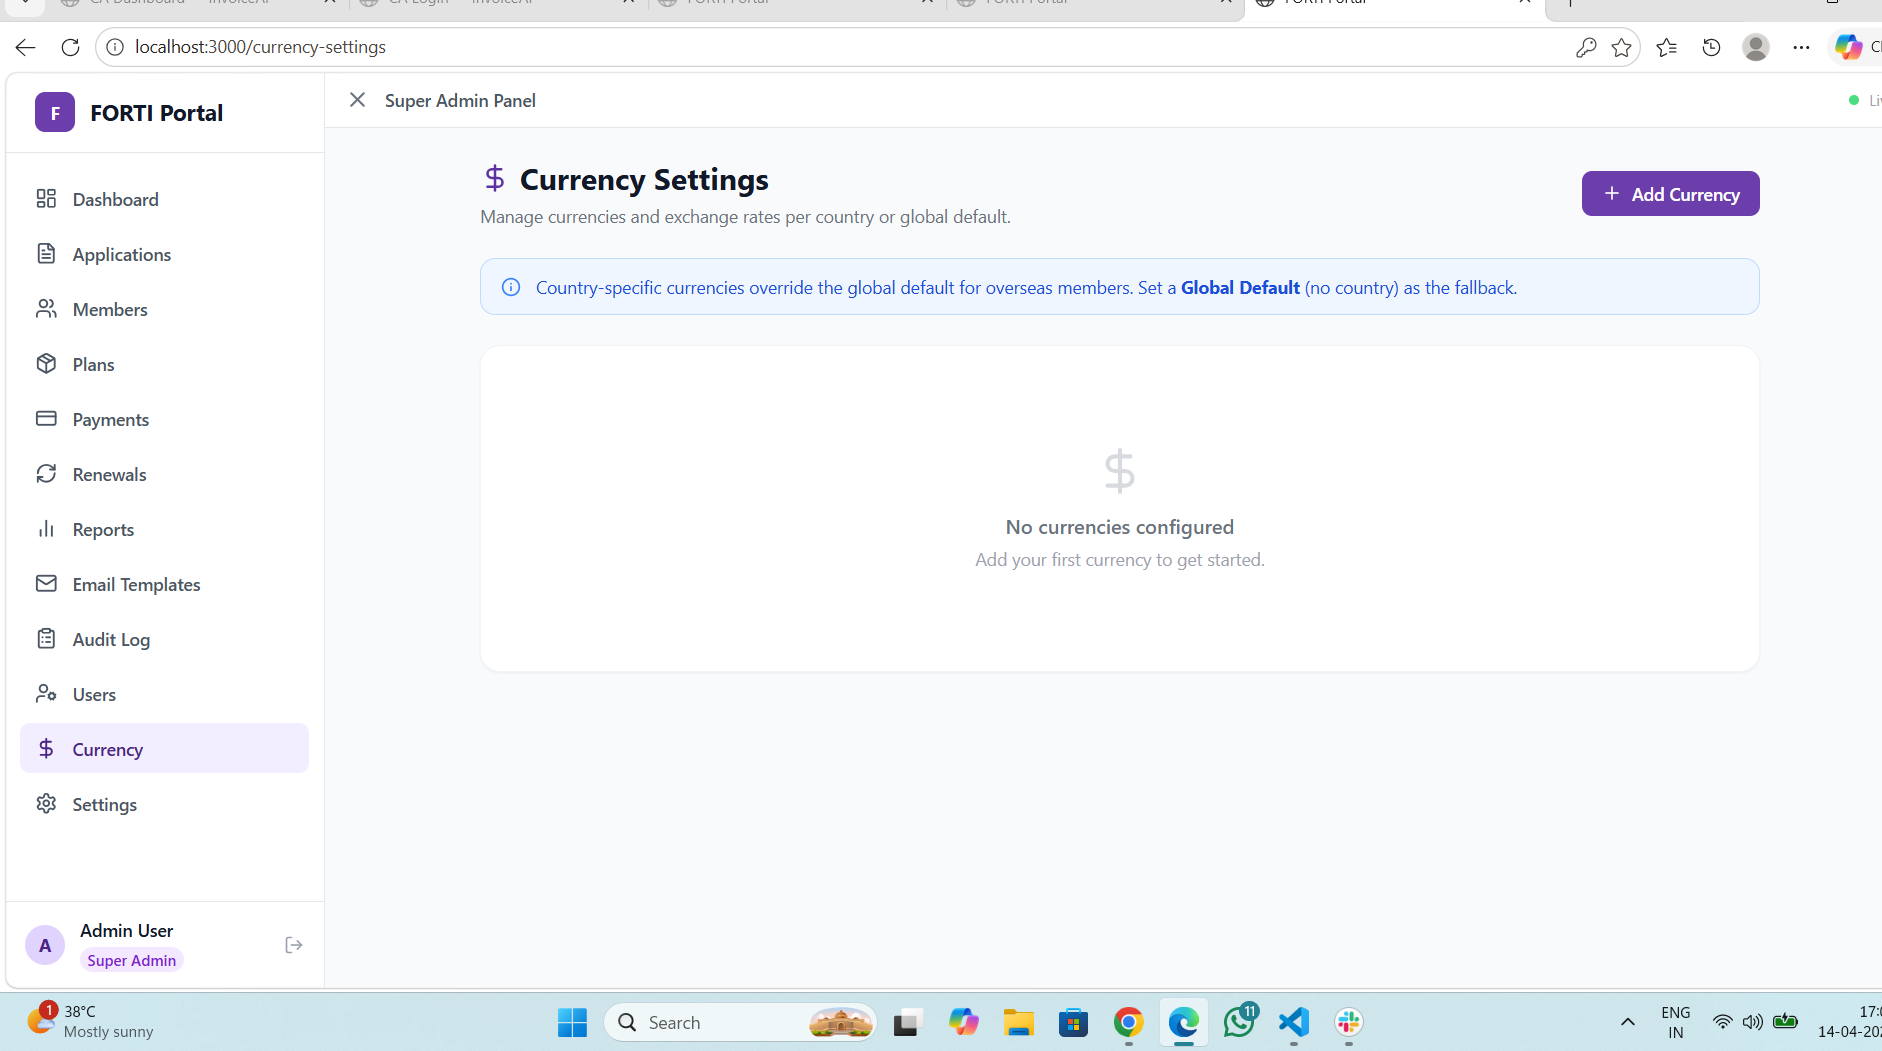 localhost:3000/currency-settings
F
FORTI Portal
Super Admin Panel
Dashboard
Applications
Members
Plans
Payments
Renewals
Reports
Email Templates
Audit Log
Users
Currency
Settings
Currency Settings
Manage currencies and exchange rates per country or global default.
Add Currency
Country-specific currencies override the global default for overseas members. Set a Global Default (no country) as the fallback.
No currencies configured
Add your first currency to get started.
A
Admin User
Super Admin
1
38°C
Mostly sunny
Search
11
ENG
IN